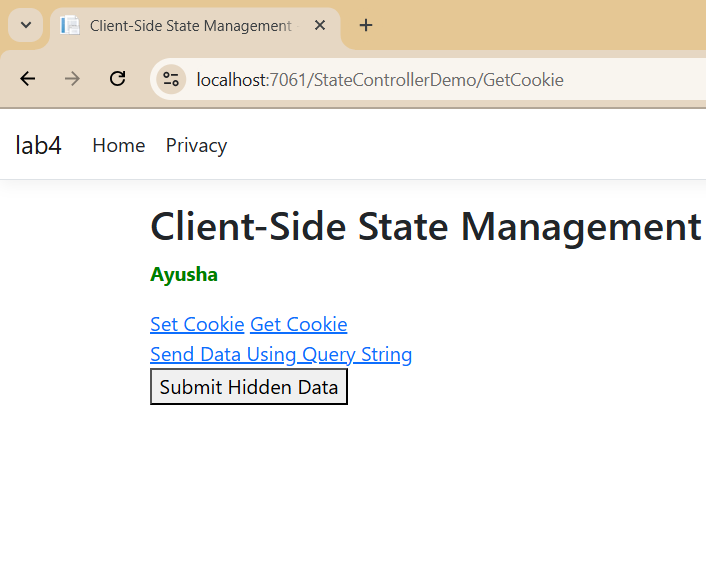 Client-Side State Management
localhost:7061/StateControllerDemo/GetCookie
lab4 Home Privacy
Client-Side State Management
Ayusha
Set Cookie Get Cookie
Send Data Using Query String
Submit Hidden Data